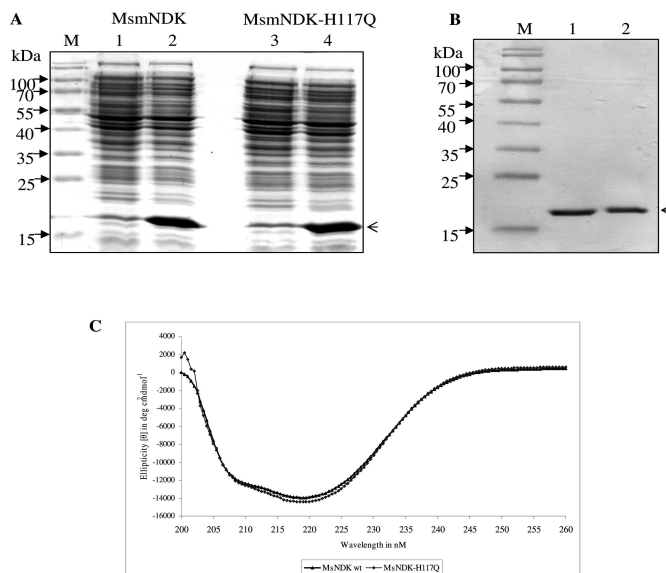 A
MsmNDK
MsmNDK-H117Q
kDa
M
1
2
3
4
100
70
55
40
35
25
15
B
kDa
M
1
2
100
70
55
40
35
25
15
C
Ellipticity [θ] in deg cm2dmol-1
4000
2000
0
-2000
-4000
-6000
-8000
-10000
-12000
-14000
-16000
200 205 210 215 220 225 230 235 240 245 250 255 260
Wavelength in nM
MsNDK wt
MsNDK-H117Q